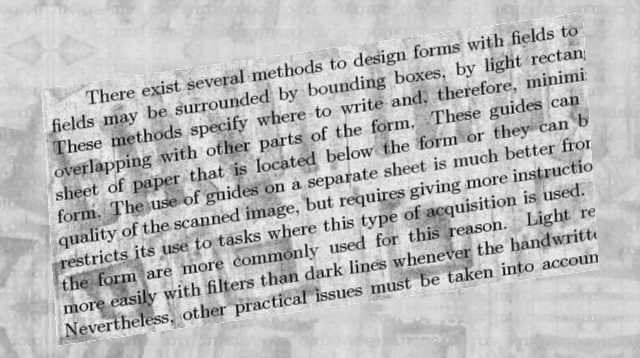 There exist several methods to design forms with fields to
fields may be surrounded by bounding boxes, by light rectan
These methods specify where to write and, therefore, minimi
overlapping with other parts of the form. These guides can
sheet of paper that is located below the form or they can b
form. The use of guides on a separate sheet is much better fro
quality of the scanned image, but requires giving more instructio
restricts its use to tasks where this type of acquisition is used.
the form are more commonly used for this reason. Light re
more easily with filters than dark lines whenever the handwritt
Nevertheless, other practical issues must be taken into accoun